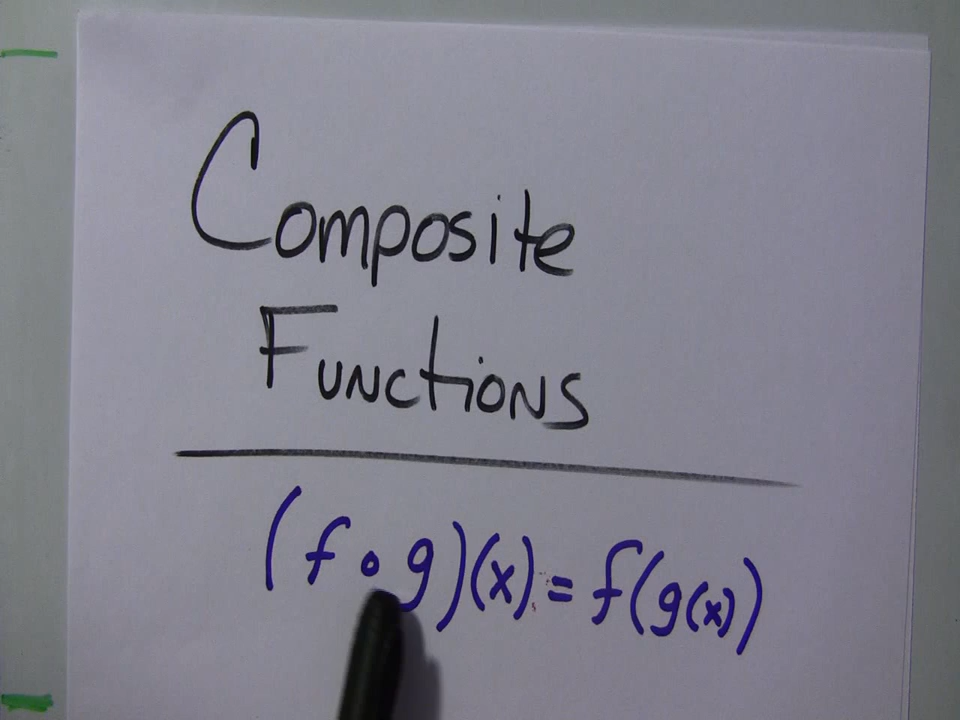 Composite
Functions
(f∘g)(x) = f(g(x))